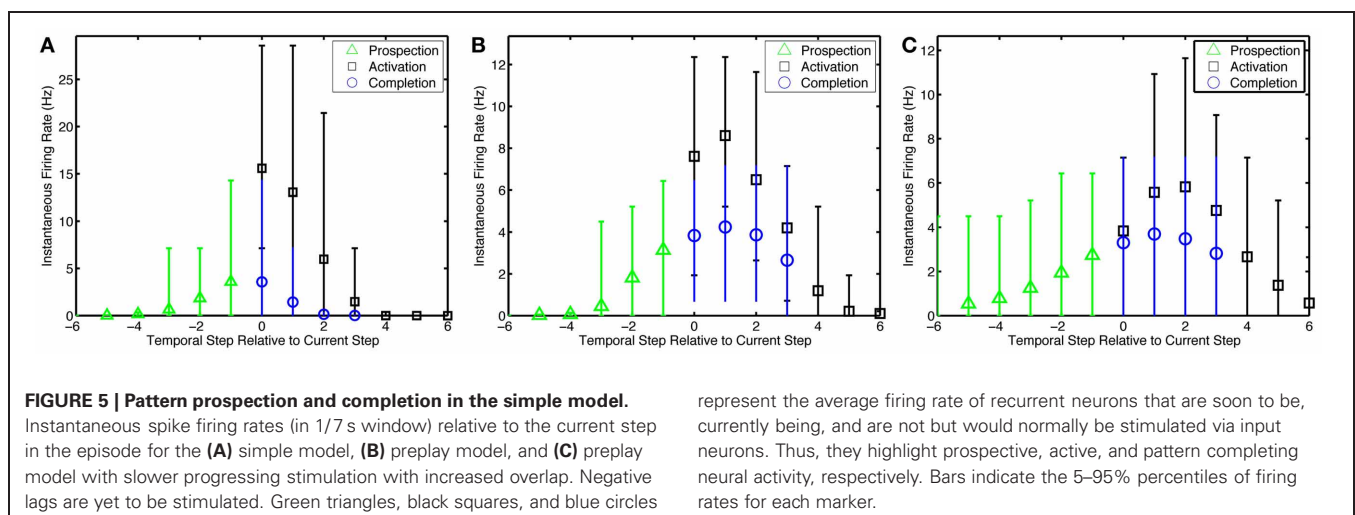 A
Instantaneous Firing Rate (Hz)
25
20
15
10
5
0
−6 −4 −2 0 2 4 6
Temporal Step Relative to Current Step
Prospection
Activation
Completion
B
Instantaneous Firing Rate (Hz)
12
10
8
6
4
2
0
−6 −4 −2 0 2 4 6
Temporal Step Relative to Current Step
Prospection
Activation
Completion
C
Instantaneous Firing Rate (Hz)
12
10
8
6
4
2
0
−6 −4 −2 0 2 4 6
Temporal Step Relative to Current Step
Prospection
Activation
Completion
FIGURE 5 | Pattern prospection and completion in the simple model.
Instantaneous spike firing rates (in 1/7 s window) relative to the current step
in the episode for the (A) simple model, (B) preplay model, and (C) preplay
model with slower progressing stimulation with increased overlap. Negative
lags are yet to be stimulated. Green triangles, black squares, and blue circles
represent the average firing rate of recurrent neurons that are soon to be,
currently being, and are not but would normally be stimulated via input
neurons. Thus, they highlight prospective, active, and pattern completing
neural activity, respectively. Bars indicate the 5–95% percentiles of firing
rates for each marker.